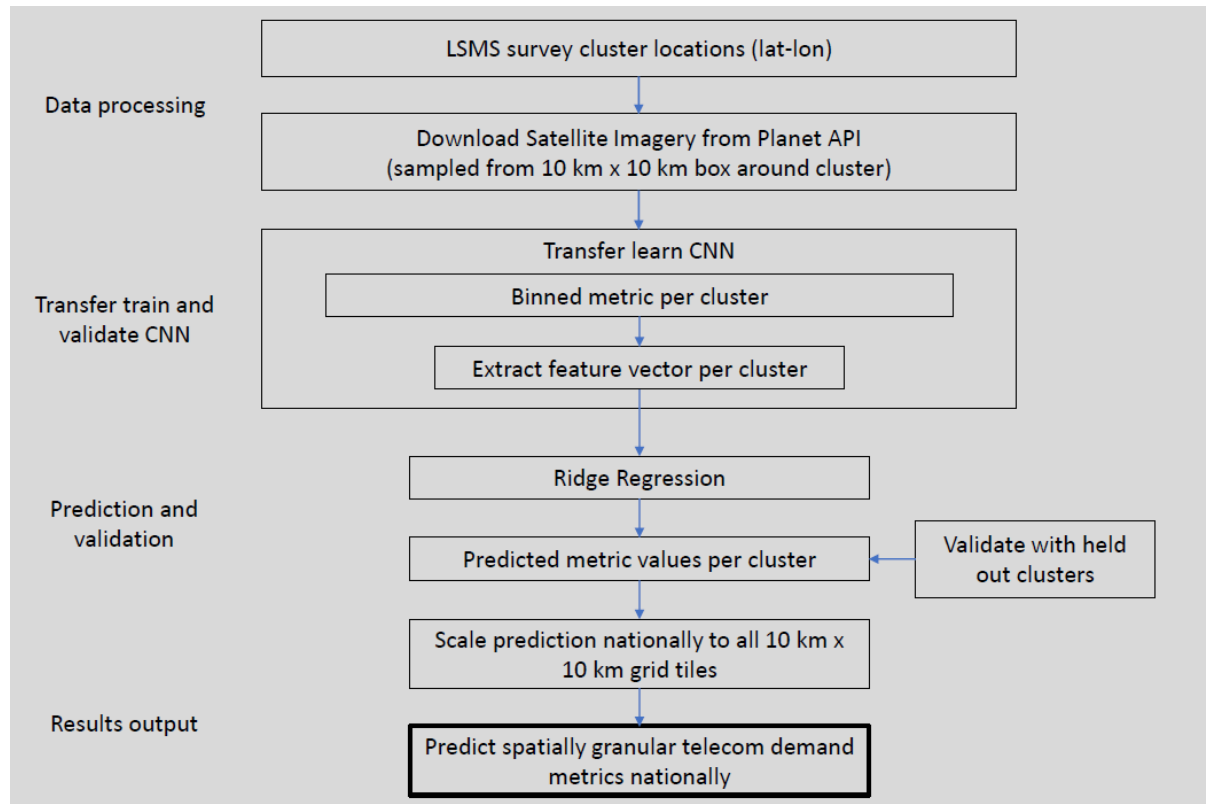 LSMS survey cluster locations (lat-lon)
Data processing
Download Satellite Imagery from Planet API
(sampled from 10 km x 10 km box around cluster)
Transfer learn CNN
Binned metric per cluster
Transfer train and
validate CNN
Extract feature vector per cluster
Ridge Regression
Prediction and
validation
Predicted metric values per cluster
Validate with held
out clusters
Scale prediction nationally to all 10 km x
10 km grid tiles
Results output
Predict spatially granular telecom demand
metrics nationally